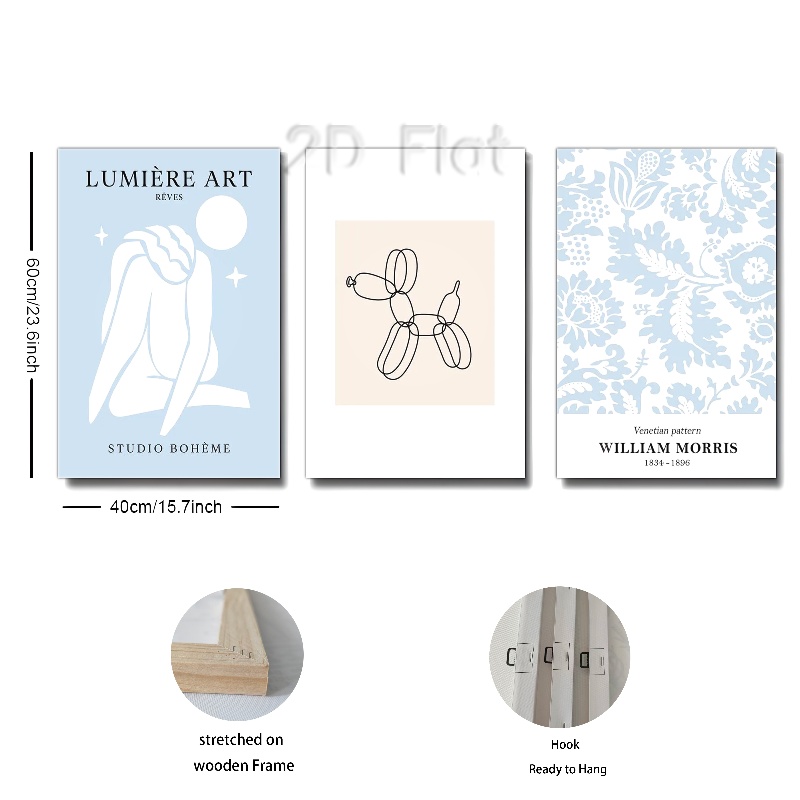 2D Flat
LUMIÈRE ART
RÊVES
STUDIO BOHÈME
Venetian pattern
WILLIAM MORRIS
1834-1896
60cm/23.6inch
40cm/15.7inch
stretched on
wooden Frame
Hook
Ready to Hang